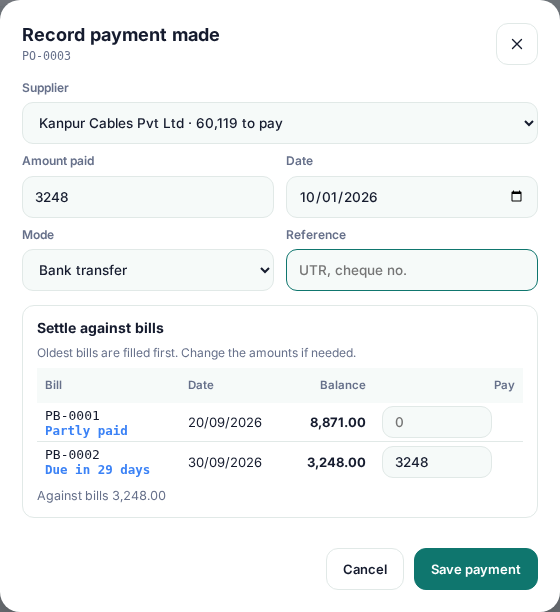 Record payment made
PO-0003
Supplier
Kanpur Cables Pvt Ltd · 60,119 to pay
Amount paid Date
3248 10/01/2026
Mode Reference
Bank transfer UTR, cheque no.
Settle against bills
Oldest bills are filled first. Change the amounts if needed.
Bill Date Balance Pay
PB-0001 20/09/2026 8,871.00 0
Partly paid
PB-0002 30/09/2026 3,248.00 3248
Due in 29 days
Against bills 3,248.00
Cancel Save payment